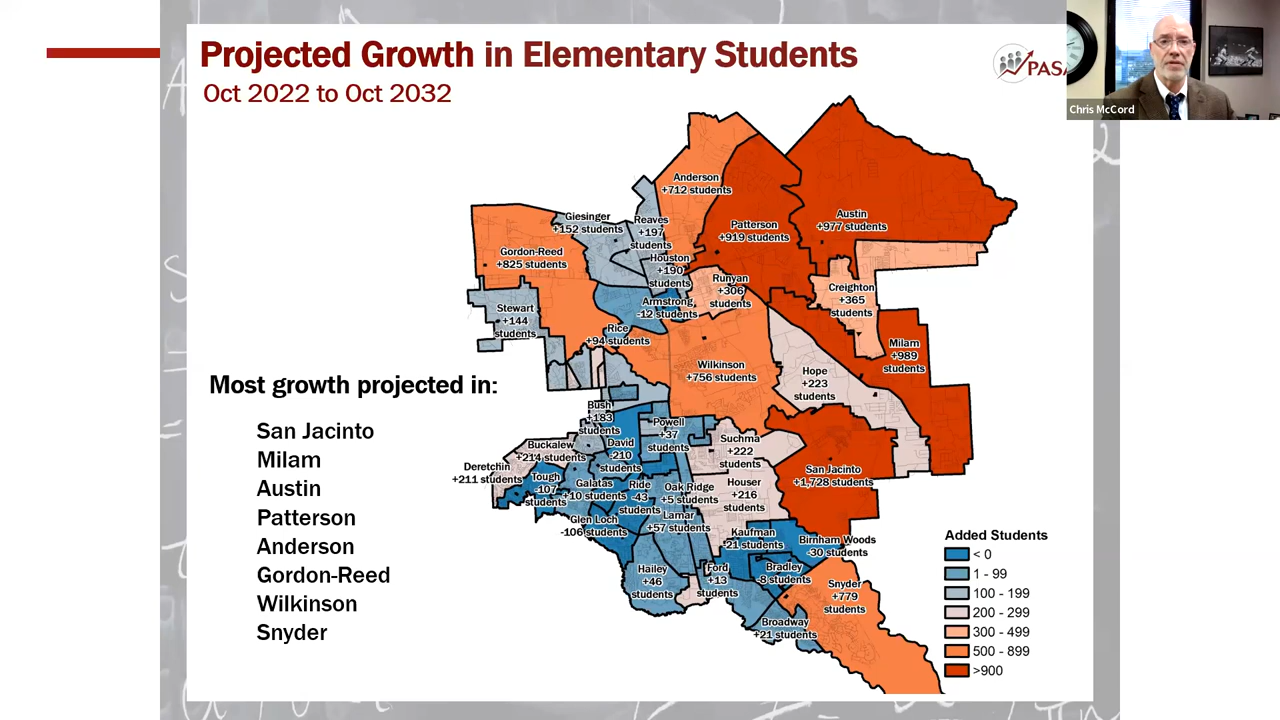 Projected Growth in Elementary Students
Oct 2022 to Oct 2032
PASA
Chris McCord
Anderson
+712 students
Giesinger
+152 students
Reaves
+197
students
Patterson
+919 students
Austin
+977 students
Gordon-Reed
+825 students
Houston
+190
students
Runyan
+306
students
Creighton
+365
students
Stewart
+144
students
Armstrong
-12 students
Rice
+94 students
Milam
+989
students
Wilkinson
+756 students
Hope
+223
students
Most growth projected in:
San Jacinto
Milam
Austin
Patterson
Anderson
Gordon-Reed
Wilkinson
Snyder
Bush
+183
students
Powell
+37
students
Buckalew
+214 students
David
-210
students
Suchma
+222
students
Deretchin
+211 students
Tough
-107
students
Galatas
+10 students
Ride
-43
students
Oak Ridge
+5 students
Houser
+216
students
San Jacinto
+1,728 students
Glen Loch
-106 students
Lamar
+57 students
Kaufman
-21 students
Birnham Woods
-30 students
Hailey
+46
students
Ford
+13
students
Bradley
-8 students
Snyder
+779
students
Broadway
+21 students
Added Students
< 0
1 - 99
100 - 199
200 - 299
300 - 499
500 - 899
>900